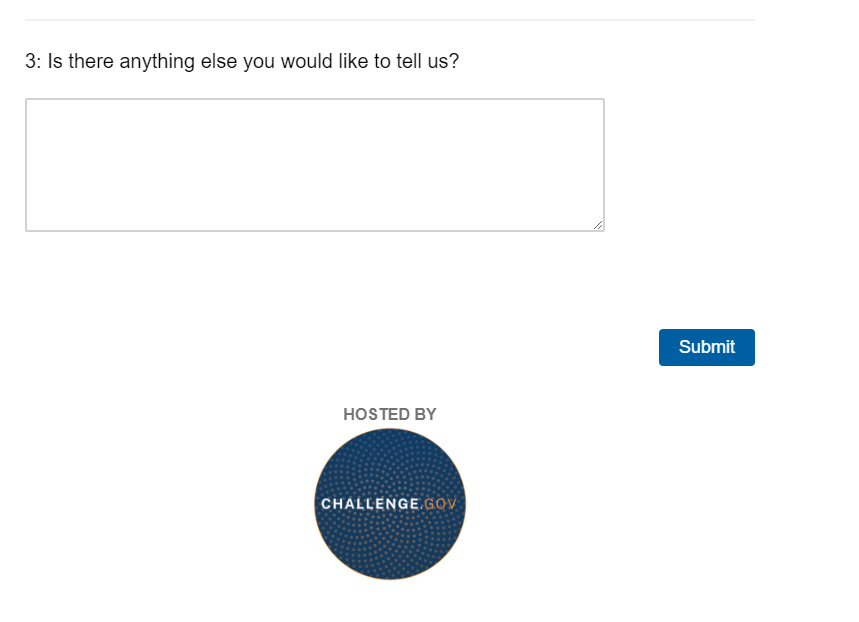 3: Is there anything else you would like to tell us?
Submit
HOSTED BY
CHALLENGE.GOV